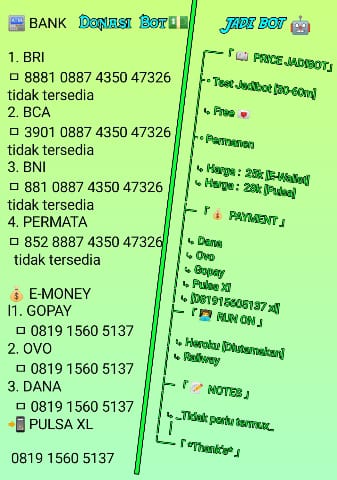 🏧 BANK DONASI BOT💵
1. BRI
▫ 8881 0887 4350 47326
tidak tersedia
2. BCA
▫ 3901 0887 4350 47326
tidak tersedia
3. BNI
▫ 881 0887 4350 47326
tidak tersedia
4. PERMATA
▫ 852 8887 4350 47326
tidak tersedia
💰 E-MONEY
l1. GOPAY
▫ 0819 1560 5137
2. OVO
▫ 0819 1560 5137
3. DANA
▫ 0819 1560 5137
📲 PULSA XL
0819 1560 5137
JADI BOT 🤖
┌─「 📖 PRICE JADIBOT」
Test Jadibot [30-60m]
↳ Free 💌
Permanen
↳ Harga : 25k [E-Wallet]
↳ Harga : 28k [Pulsa]
┌─「 💰 PAYMENT 」
↳ Dana
↳ Ovo
↳ Gopay
↳ Pulsa Xl
↳ [081915605137 xl]
─「 👨‍💻 RUN ON 」
↳ Heroku [Diutamakan]
↳ Railway
─「 📝 NOTES 」
↳ _Tidak perlu termux_
↳
─「 *Thank's* 」